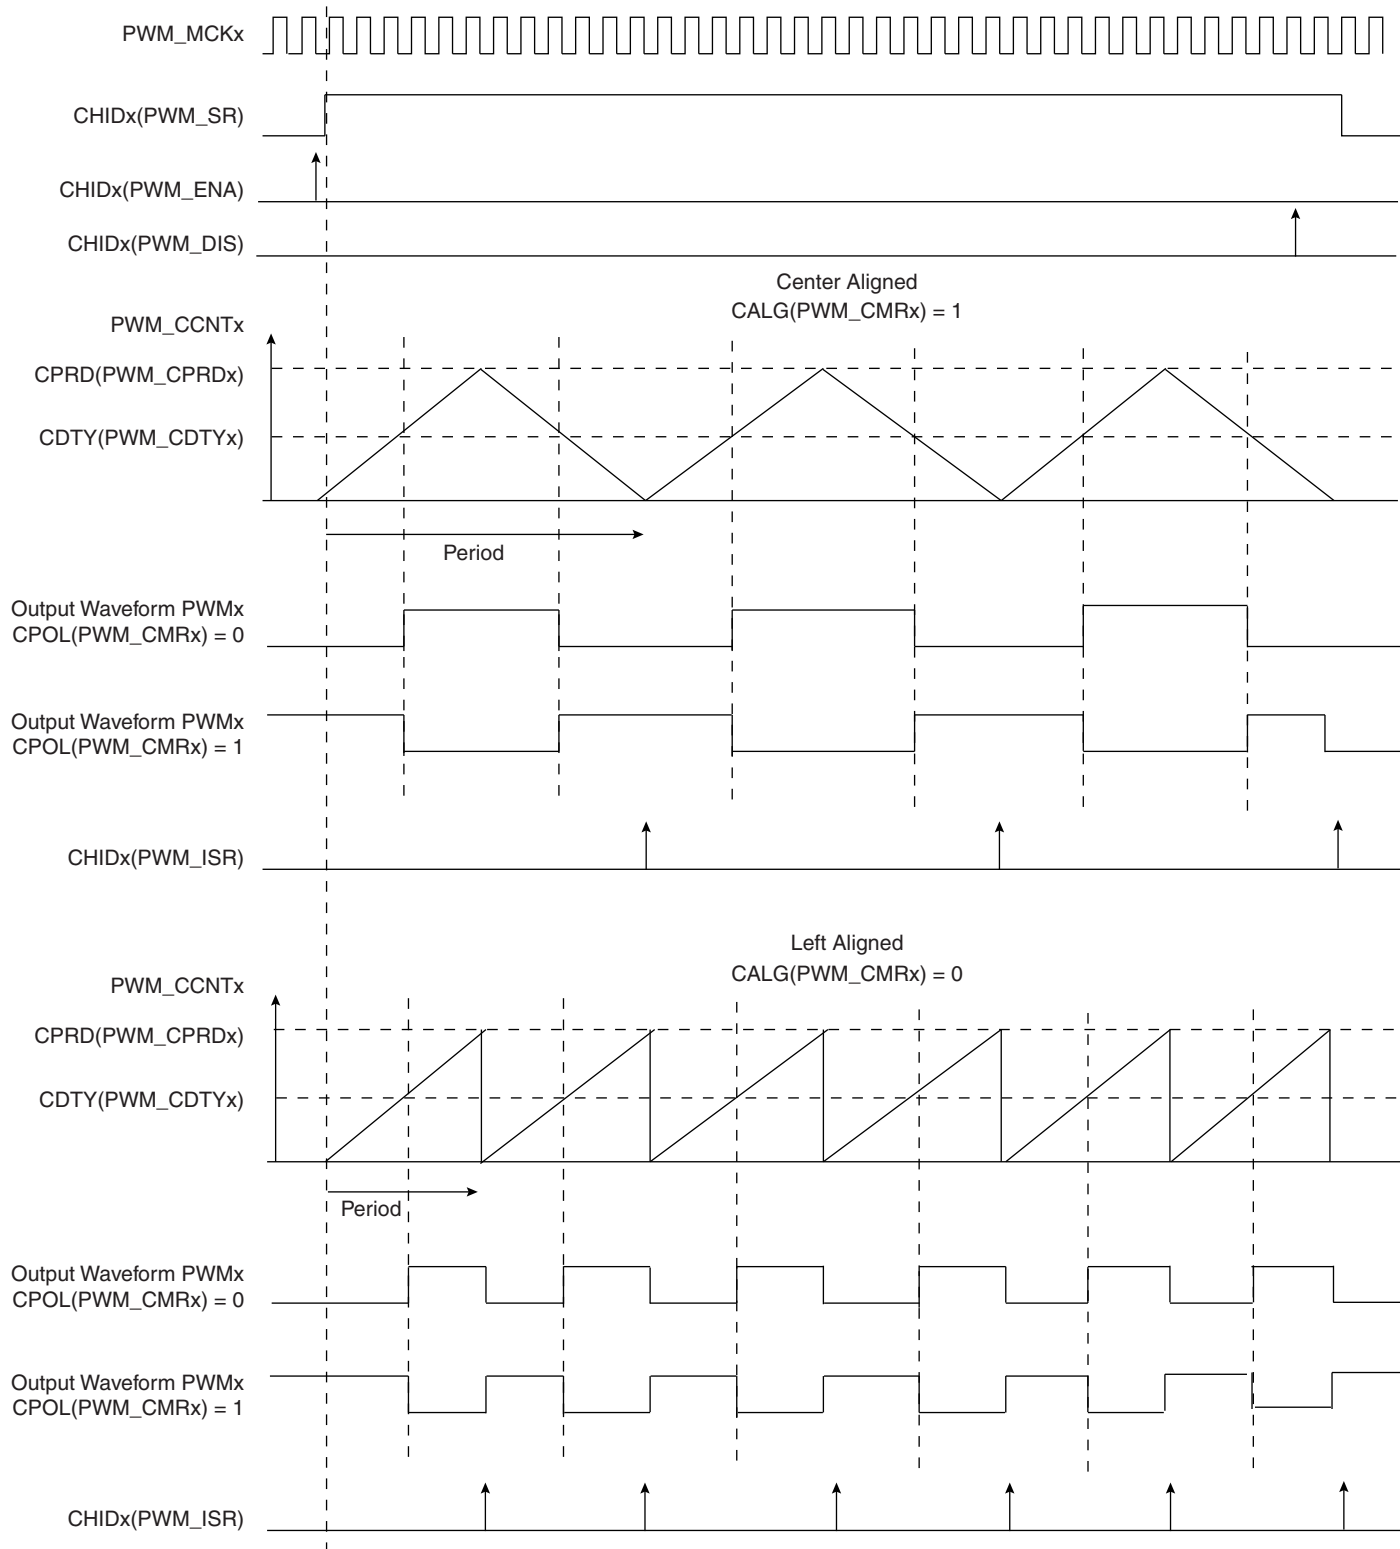 PWM_MCKx
CHIDx(PWM_SR)
CHIDx(PWM_ENA)
CHIDx(PWM_DIS)
Center Aligned
CALG(PWM_CMRx) = 1
PWM_CCNTx
CPRD(PWM_CPRDx)
CDTY(PWM_CDTYx)
Period
Output Waveform PWMx
CPOL(PWM_CMRx) = 0
Output Waveform PWMx
CPOL(PWM_CMRx) = 1
CHIDx(PWM_ISR)
Left Aligned
CALG(PWM_CMRx) = 0
PWM_CCNTx
CPRD(PWM_CPRDx)
CDTY(PWM_CDTYx)
Period
Output Waveform PWMx
CPOL(PWM_CMRx) = 0
Output Waveform PWMx
CPOL(PWM_CMRx) = 1
CHIDx(PWM_ISR)